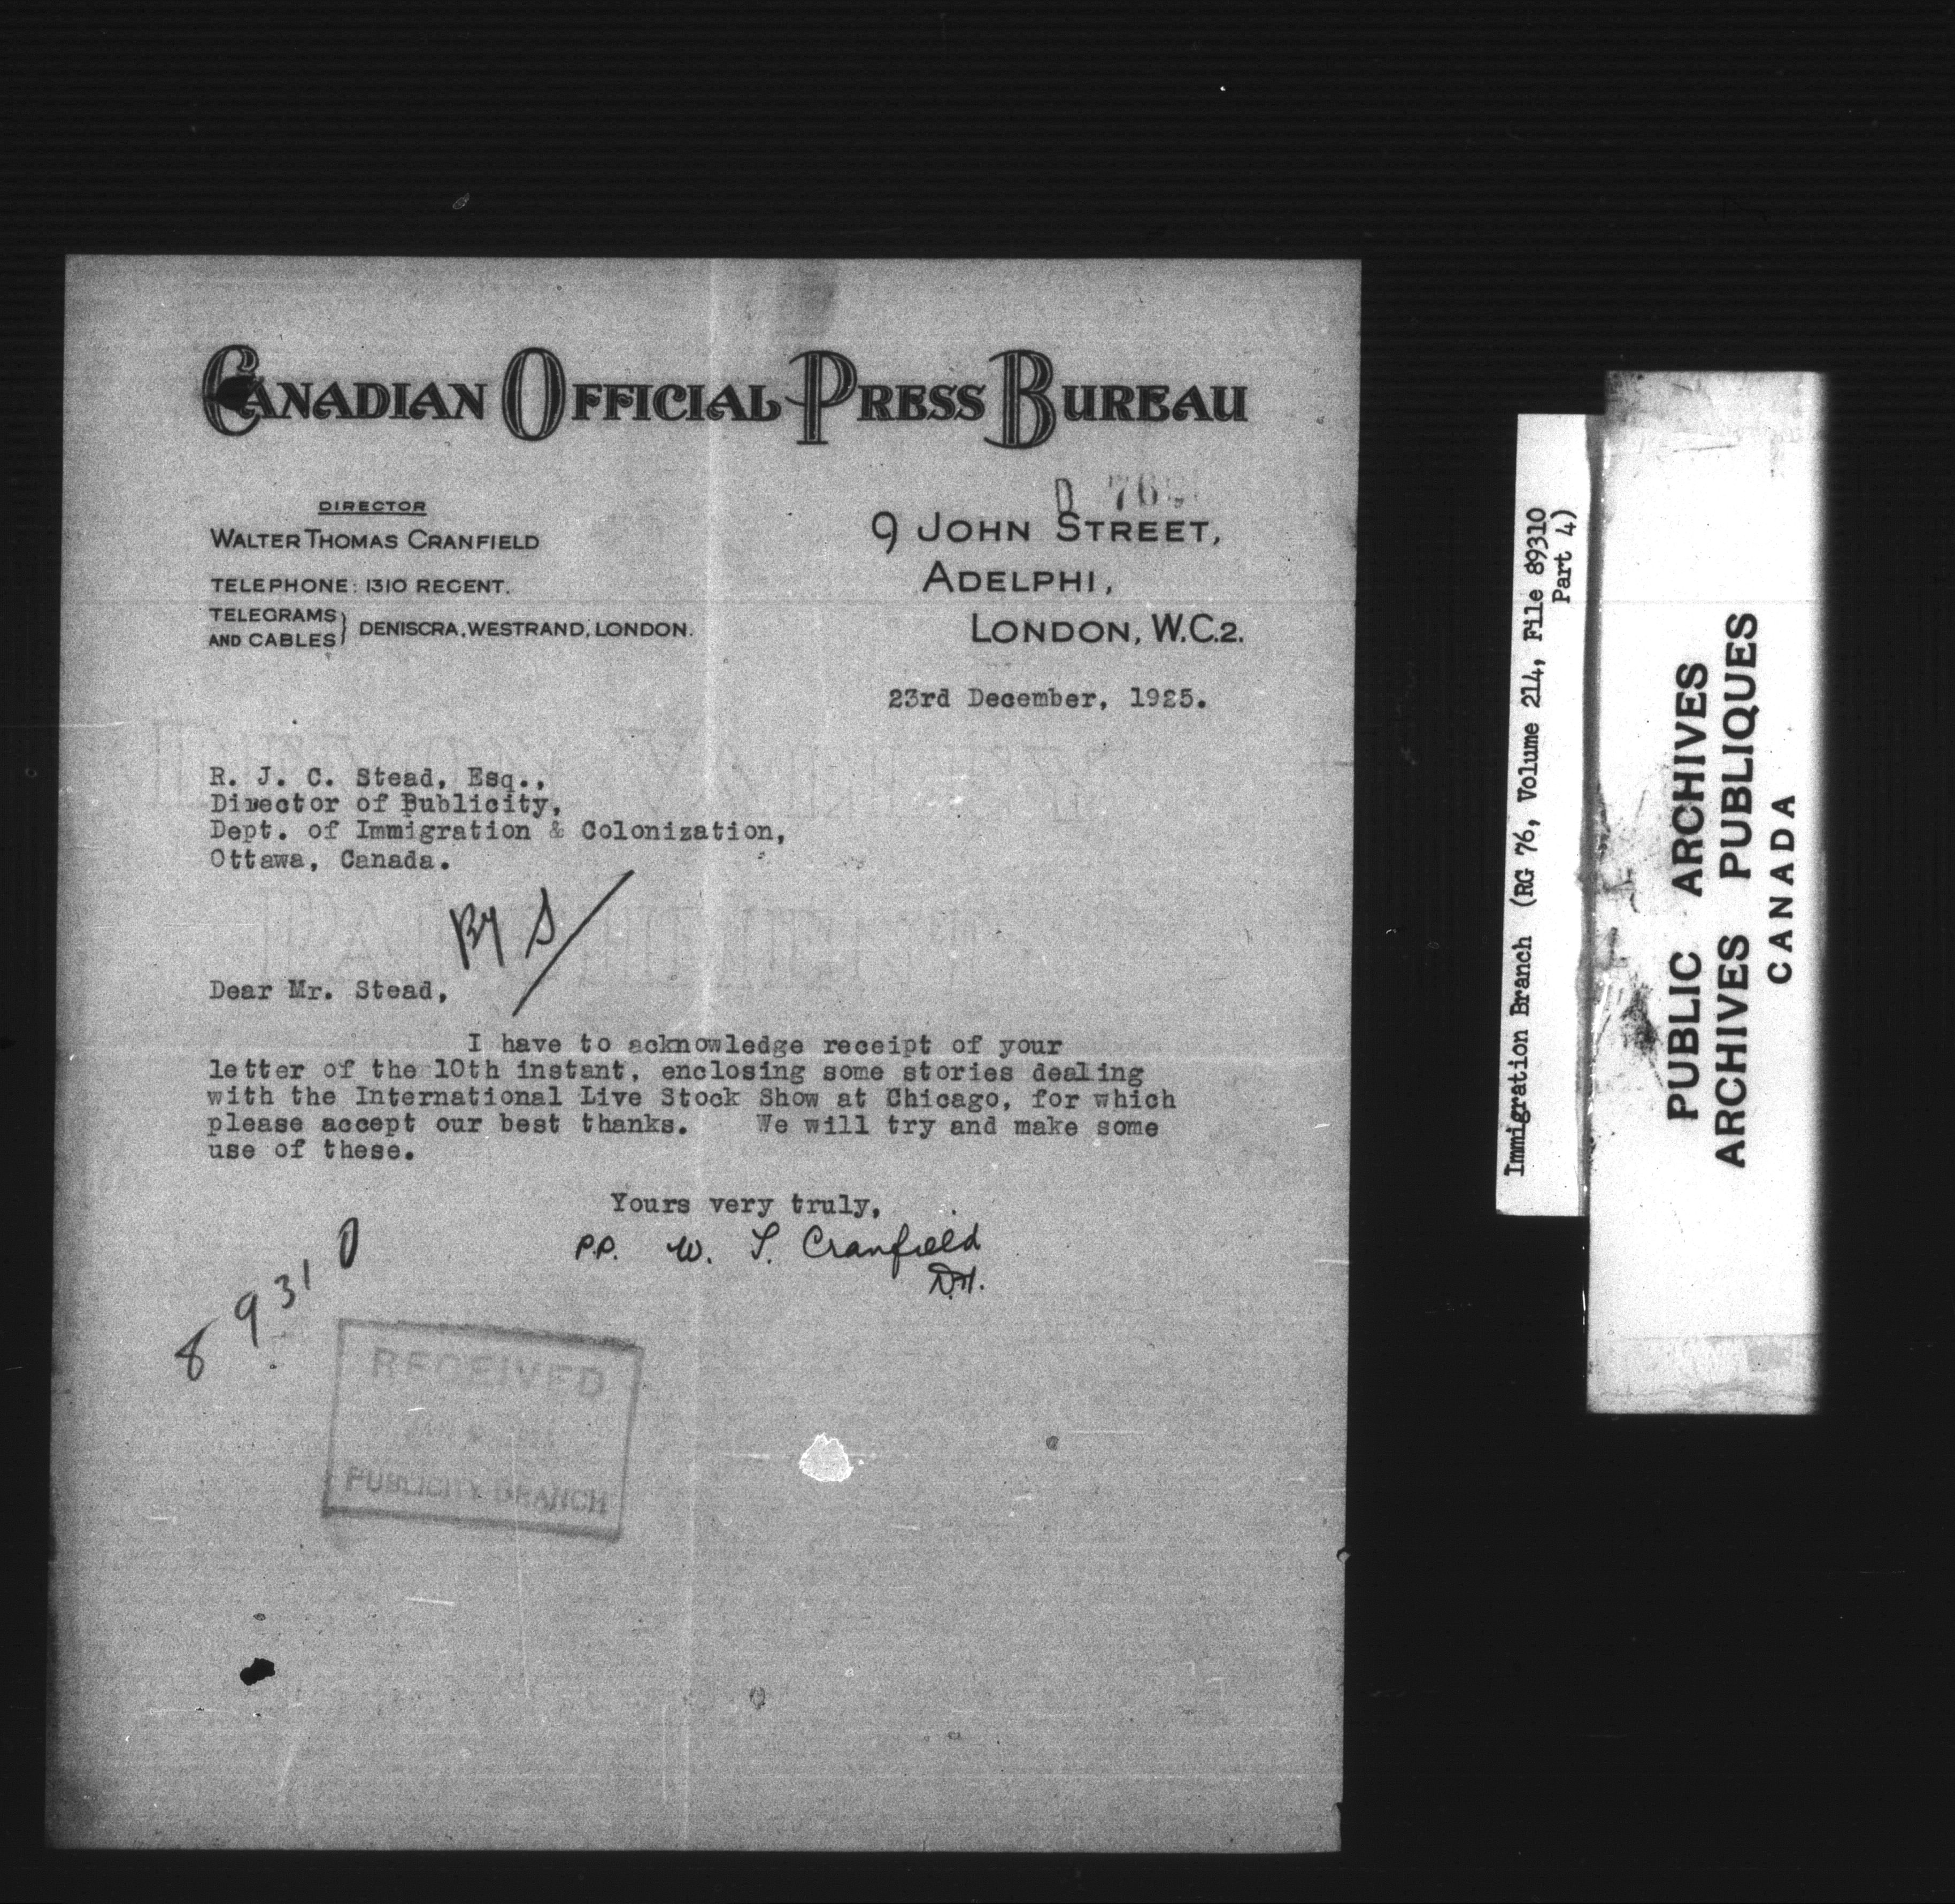 CANADIAN OFFICIAL PRESS BUREAU
DIRECTOR
WALTER THOMAS CRANFIELD
TELEPHONE: 1310 REGENT.
TELEGRAMS AND CABLES } DENISCRA, WESTRAND, LONDON.
D 76
9 JOHN STREET,
ADELPHI,
LONDON, W.C.2.
23rd December, 1925.
R. J. C. Stead, Esq.,
Director of Publicity,
Dept. of Immigration & Colonization,
Ottawa, Canada.
By S
Dear Mr. Stead,
I have to acknowledge receipt of your
letter of the 10th instant, enclosing some stories dealing
with the International Live Stock Show at Chicago, for which
please accept our best thanks. We will try and make some
use of these.
Yours very truly,
P.P. W. T. Cranfield
D.H.
89310
RECEIVED
PUBLICITY BRANCH
Immigration Branch (RG 76, Volume 214, File 89310
Part 4)
PUBLIC ARCHIVES
ARCHIVES PUBLIQUES
CANADA